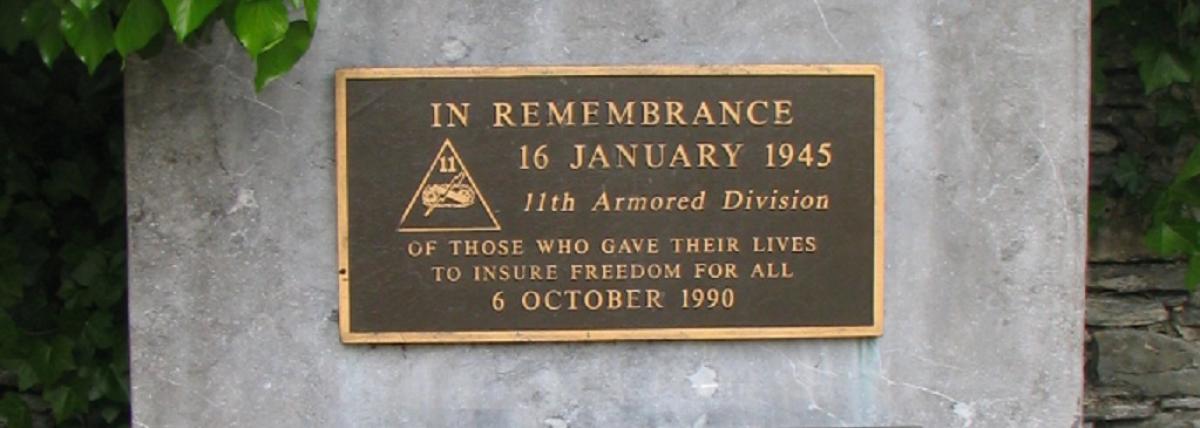 IN REMEMBRANCE
16 JANUARY 1945
11
11th Armored Division
OF THOSE WHO GAVE THEIR LIVES
TO INSURE FREEDOM FOR ALL
6 OCTOBER 1990